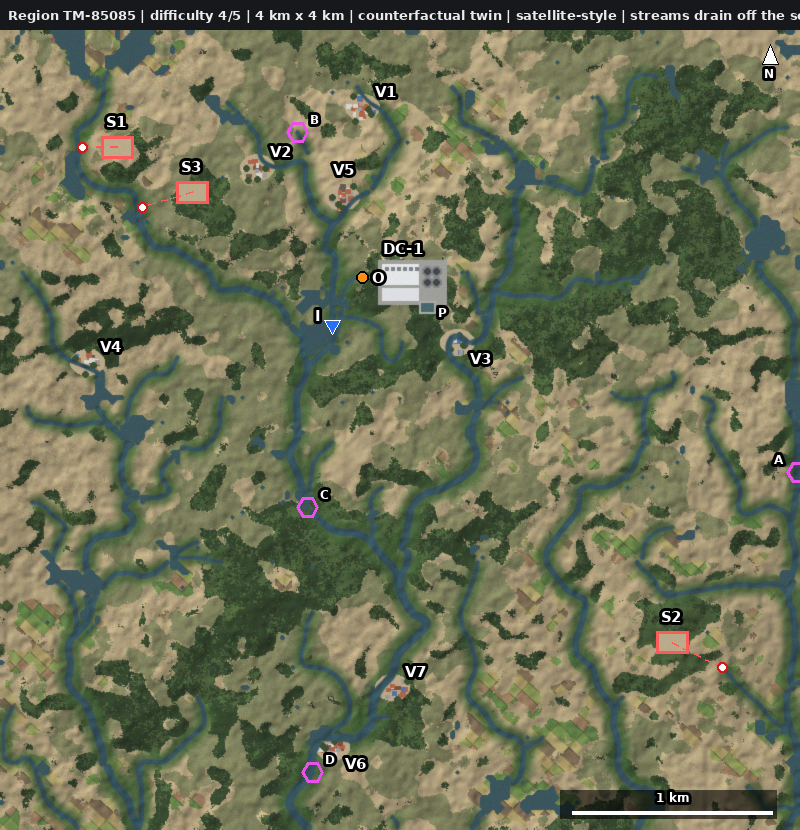 Region TM-85085 | difficulty 4/5 | 4 km x 4 km | counterfactual twin | satellite-style | streams drain off the
N
V1
B
S1
V2
S3
V5
DC-1
O
P
I
V4
V3
A
C
S2
V7
D
V6
1 km